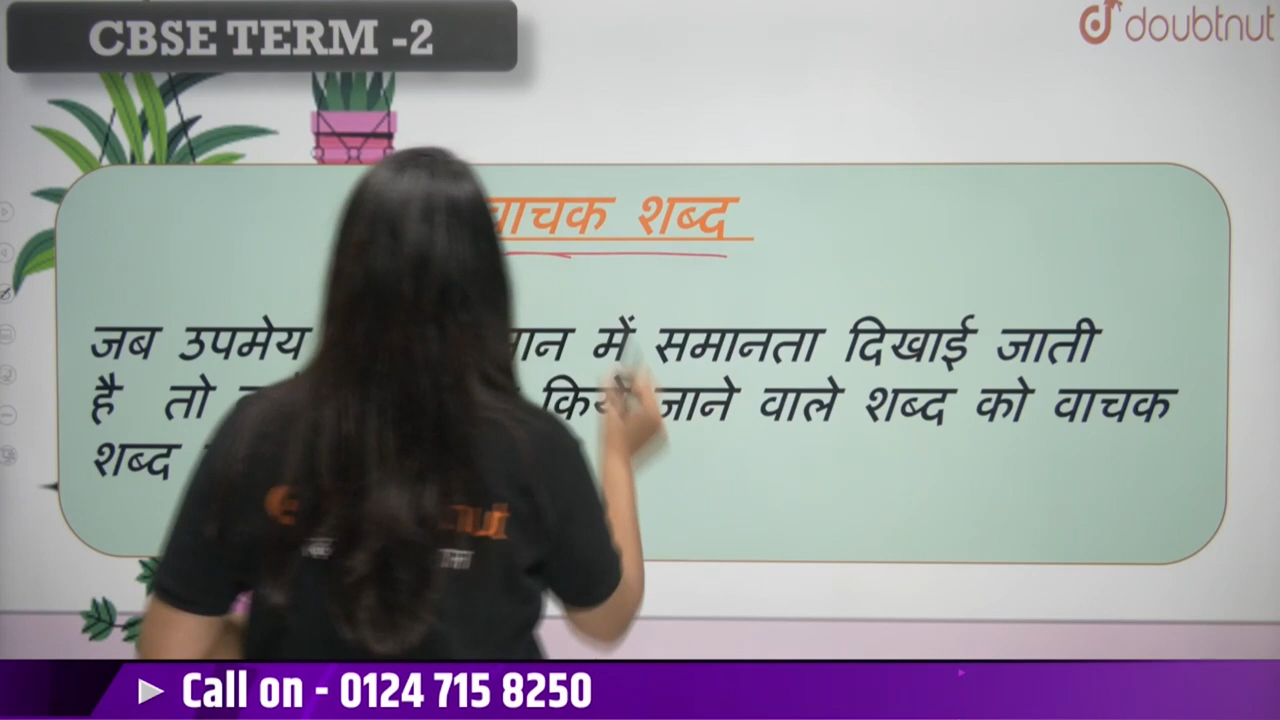 CBSE TERM -2
doubtnut
वाचक शब्द
जब उपमेय में समानता दिखाई जाती
है तो जाने वाले शब्द को वाचक
शब्द
Call on - 0124 715 8250